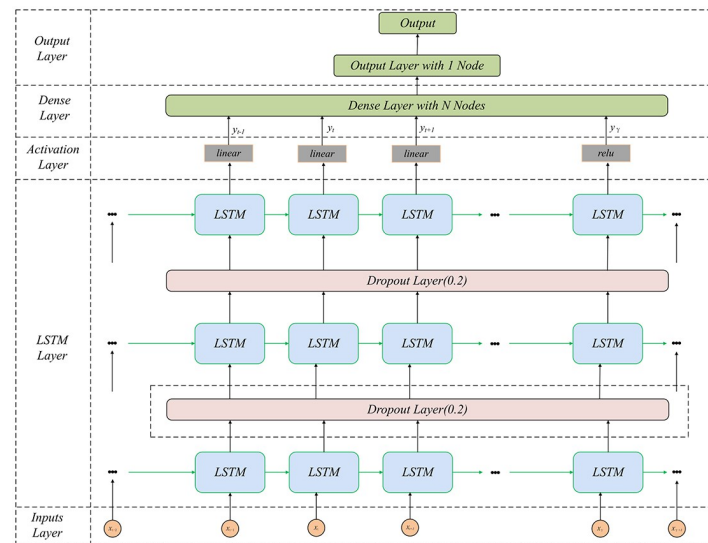 Output
Layer
Output
Output Layer with 1 Node
Dense
Layer
Dense Layer with N Nodes
y t-1
y t
y t+1
y γ
Activation
Layer
linear
linear
linear
relu
LSTM
Layer
LSTM
LSTM
LSTM
LSTM
Dropout Layer(0.2)
LSTM
LSTM
LSTM
LSTM
Dropout Layer(0.2)
LSTM
LSTM
LSTM
LSTM
Inputs
Layer